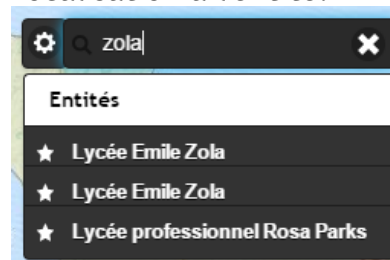 zola
Entités
Lycée Emile Zola
Lycée Emile Zola
Lycée professionnel Rosa Parks